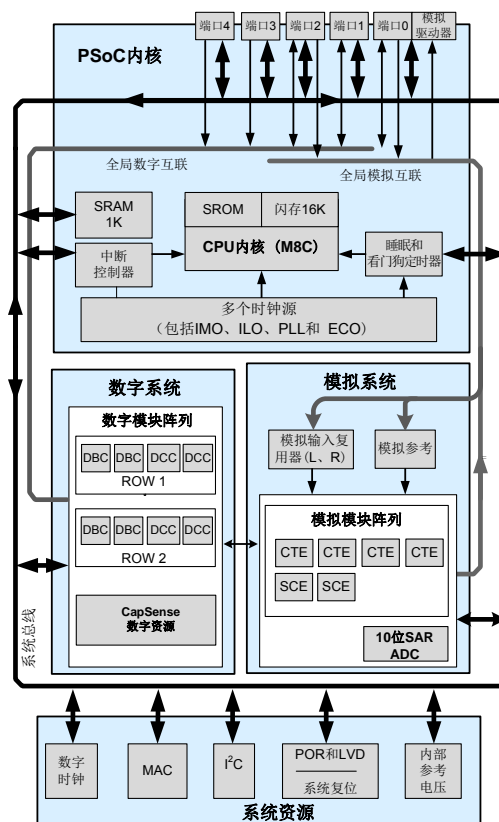 端口4
端口3
端口2
端口1
端口0
模拟
驱动器
PSoC内核
全局数字互联
全局模拟互联
SRAM
1K
SROM
闪存16K
CPU内核（M8C）
中断
控制器
睡眠和
看门狗定时器
多个时钟源
（包括IMO、ILO、PLL和 ECO）
数字系统
数字模块阵列
DBC
DBC
DCC
DCC
ROW 1
DBC
DBC
DCC
DCC
ROW 2
CapSense
数字资源
模拟系统
模拟输入复
用器(L、R)
模拟参考
模拟模块阵列
CTE
CTE
CTE
CTE
SCE
SCE
10位SAR
ADC
系统总线
数字
时钟
MAC
I²C
POR和LVD
系统复位
内部
参考
电压
系统资源